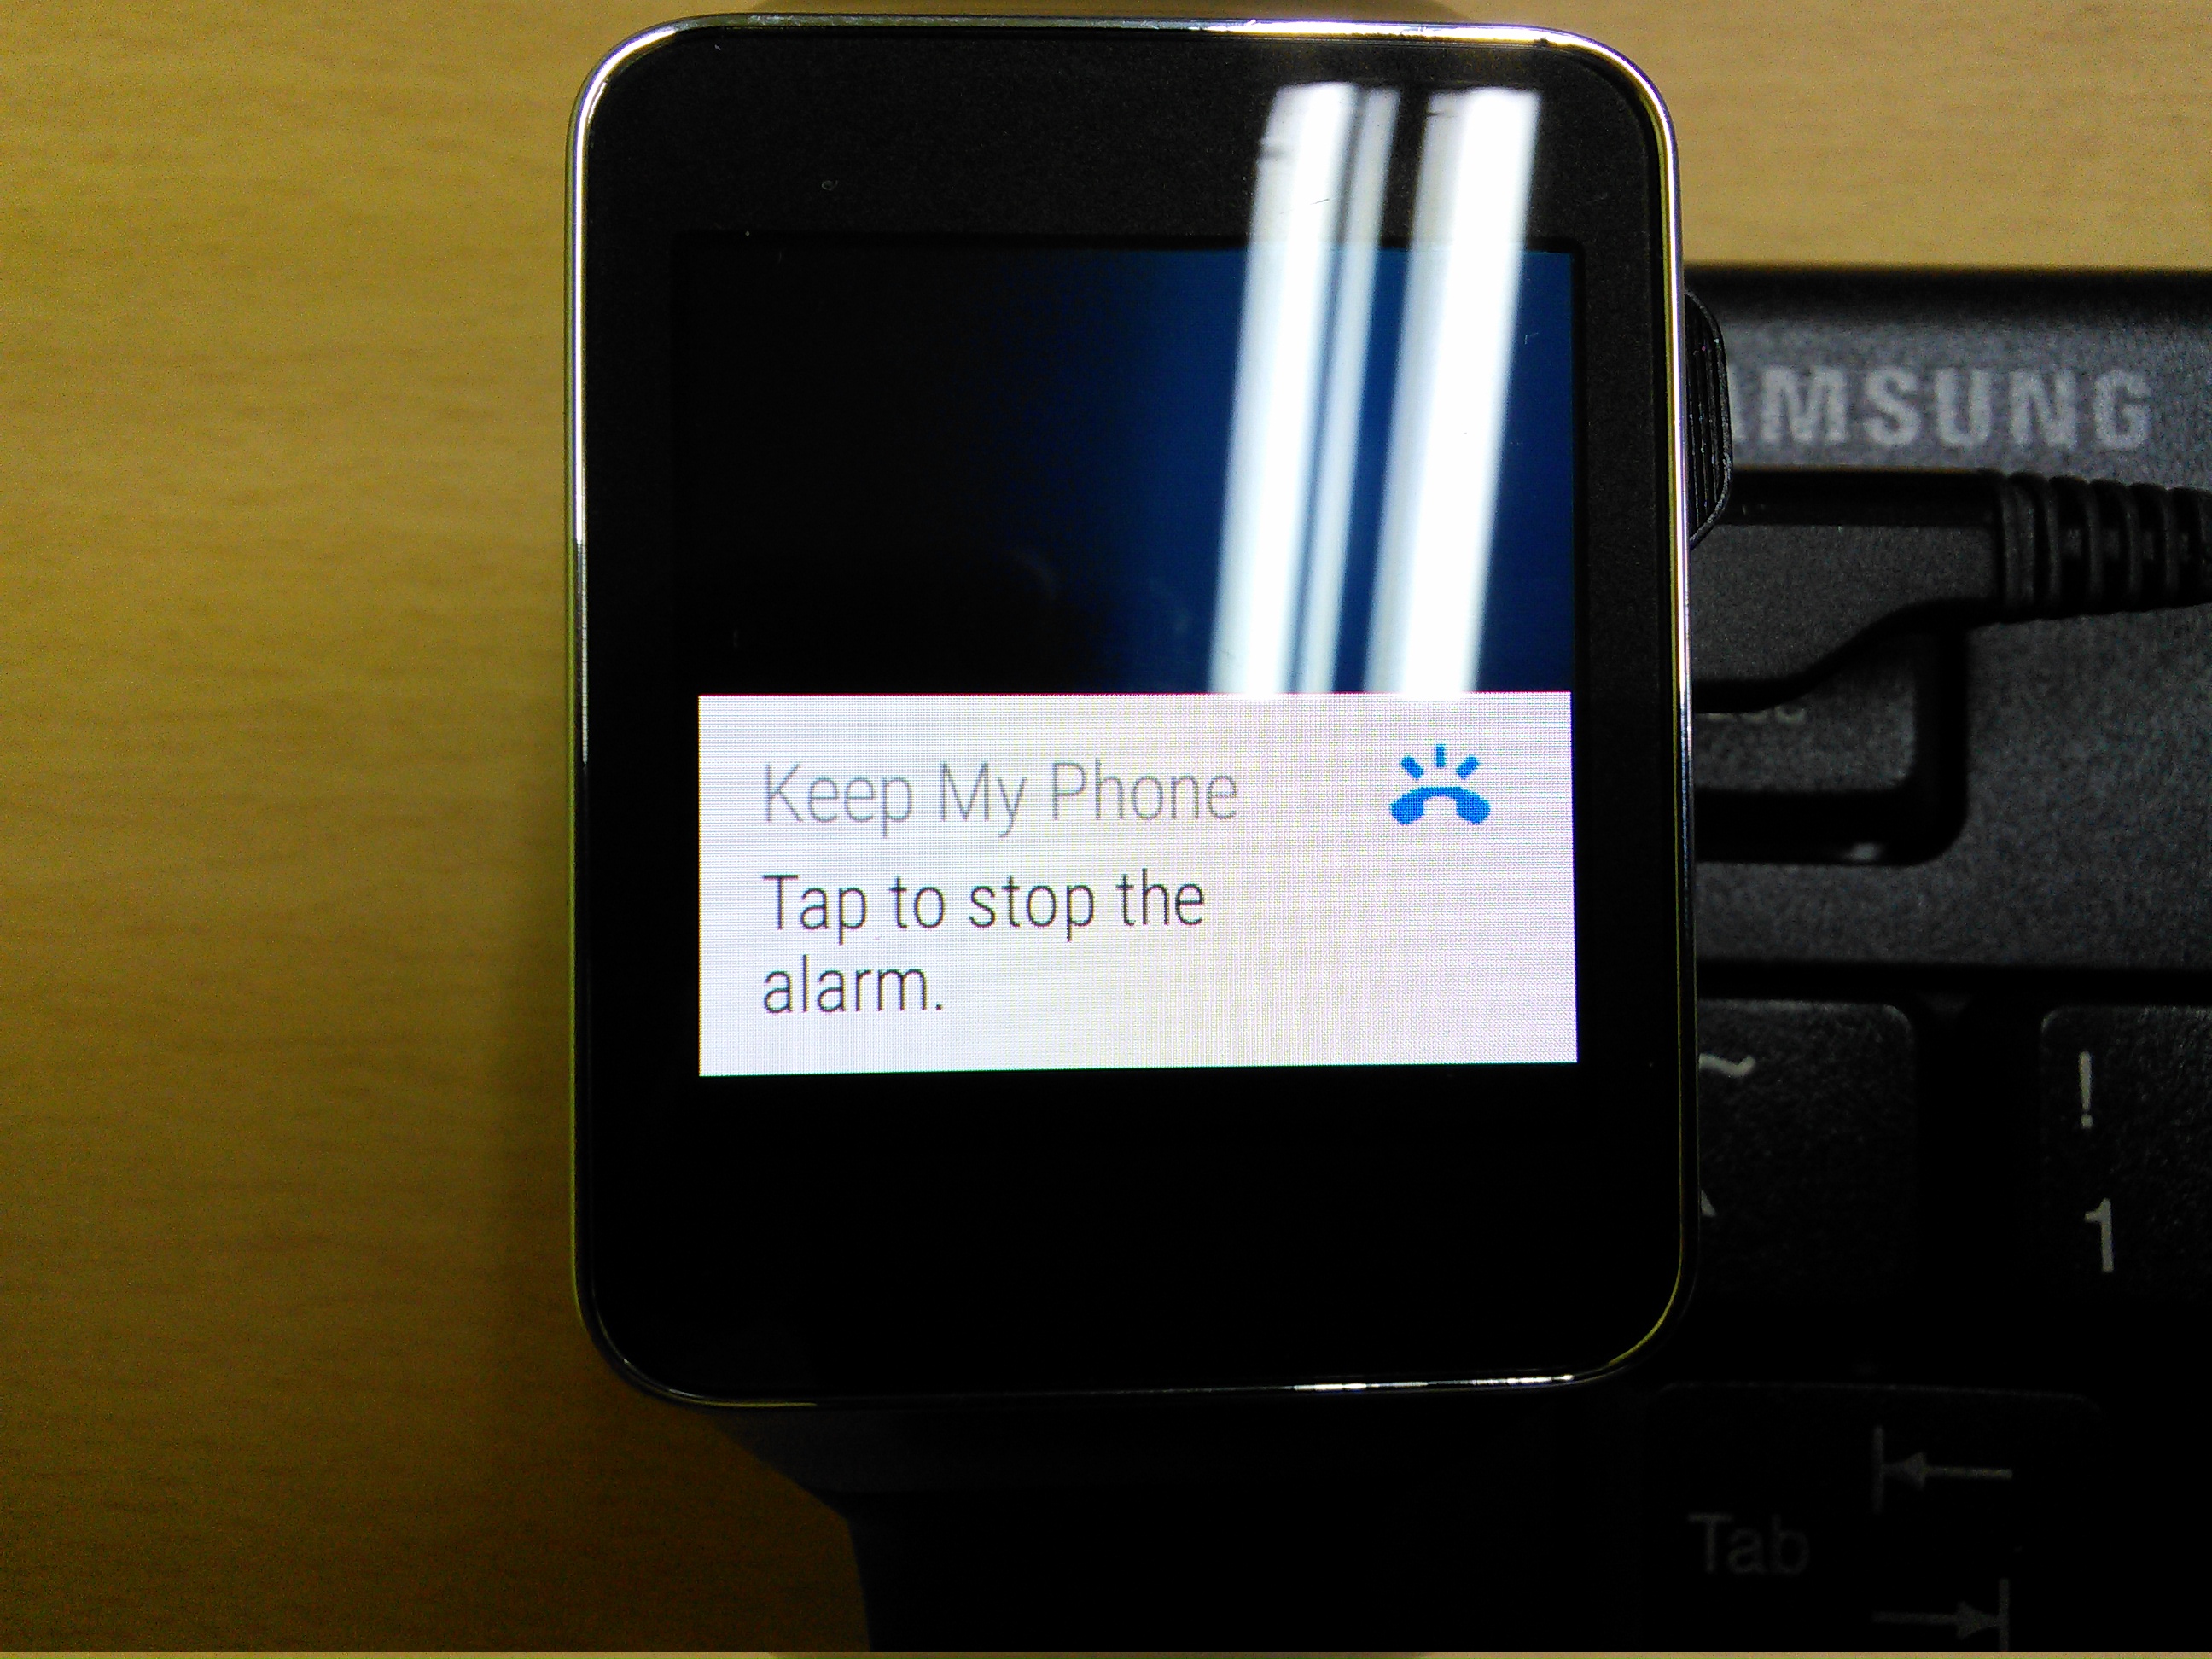 AMSUNG
Keep My Phone
Tap to stop the
alarm.
~
!
1
Tab